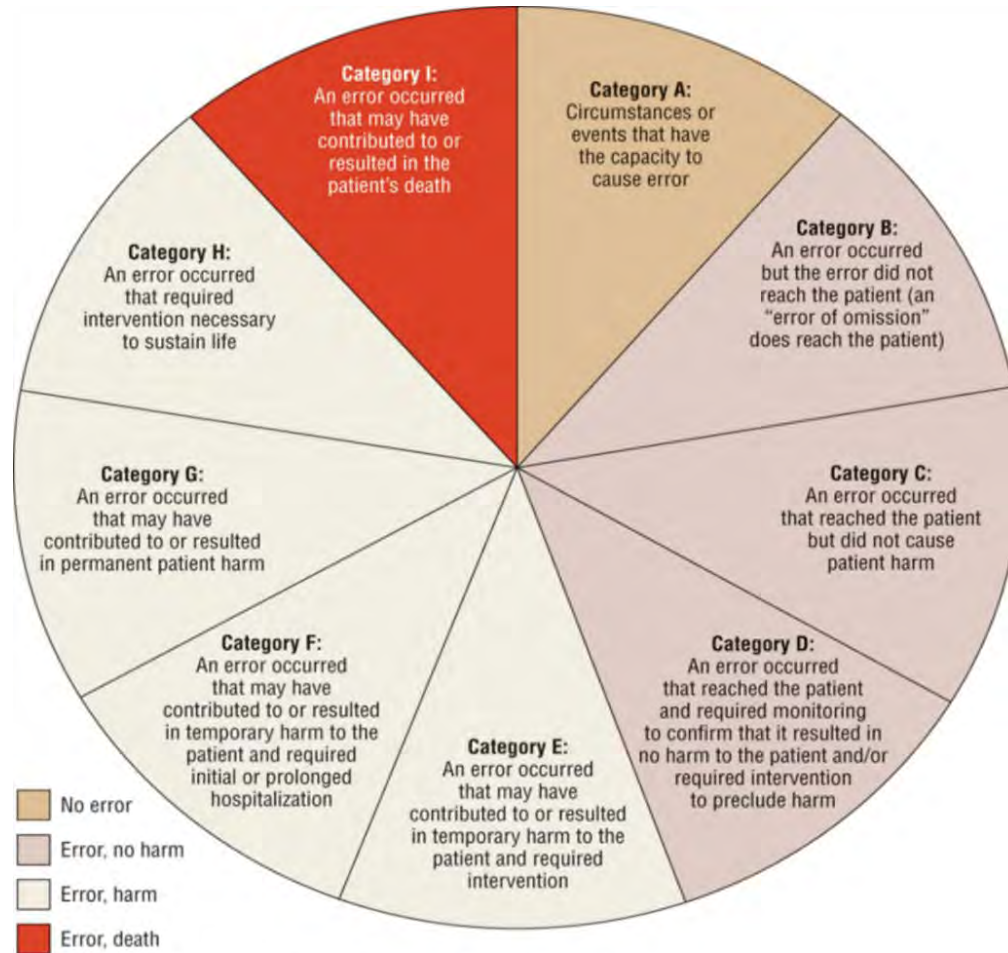 Category I:
An error occurred
that may have
contributed to or
resulted in the
patient's death
Category A:
Circumstances or
events that have
the capacity to
cause error
Category B:
An error occurred
but the error did not
reach the patient (an
“error of omission”
does reach the patient)
Category C:
An error occurred
that reached the patient
but did not cause
patient harm
Category D:
An error occurred
that reached the patient
and required monitoring
to confirm that it resulted in
no harm to the patient and/or
required intervention
to preclude harm
Category E:
An error occurred
that may have
contributed to or resulted
in temporary harm to the
patient and required
intervention
Category F:
An error occurred
that may have
contributed to or resulted
in temporary harm to the
patient and required
initial or prolonged
hospitalization
Category G:
An error occurred
that may have
contributed to or resulted
in permanent patient harm
Category H:
An error occurred
that required
intervention necessary
to sustain life
No error
Error, no harm
Error, harm
Error, death